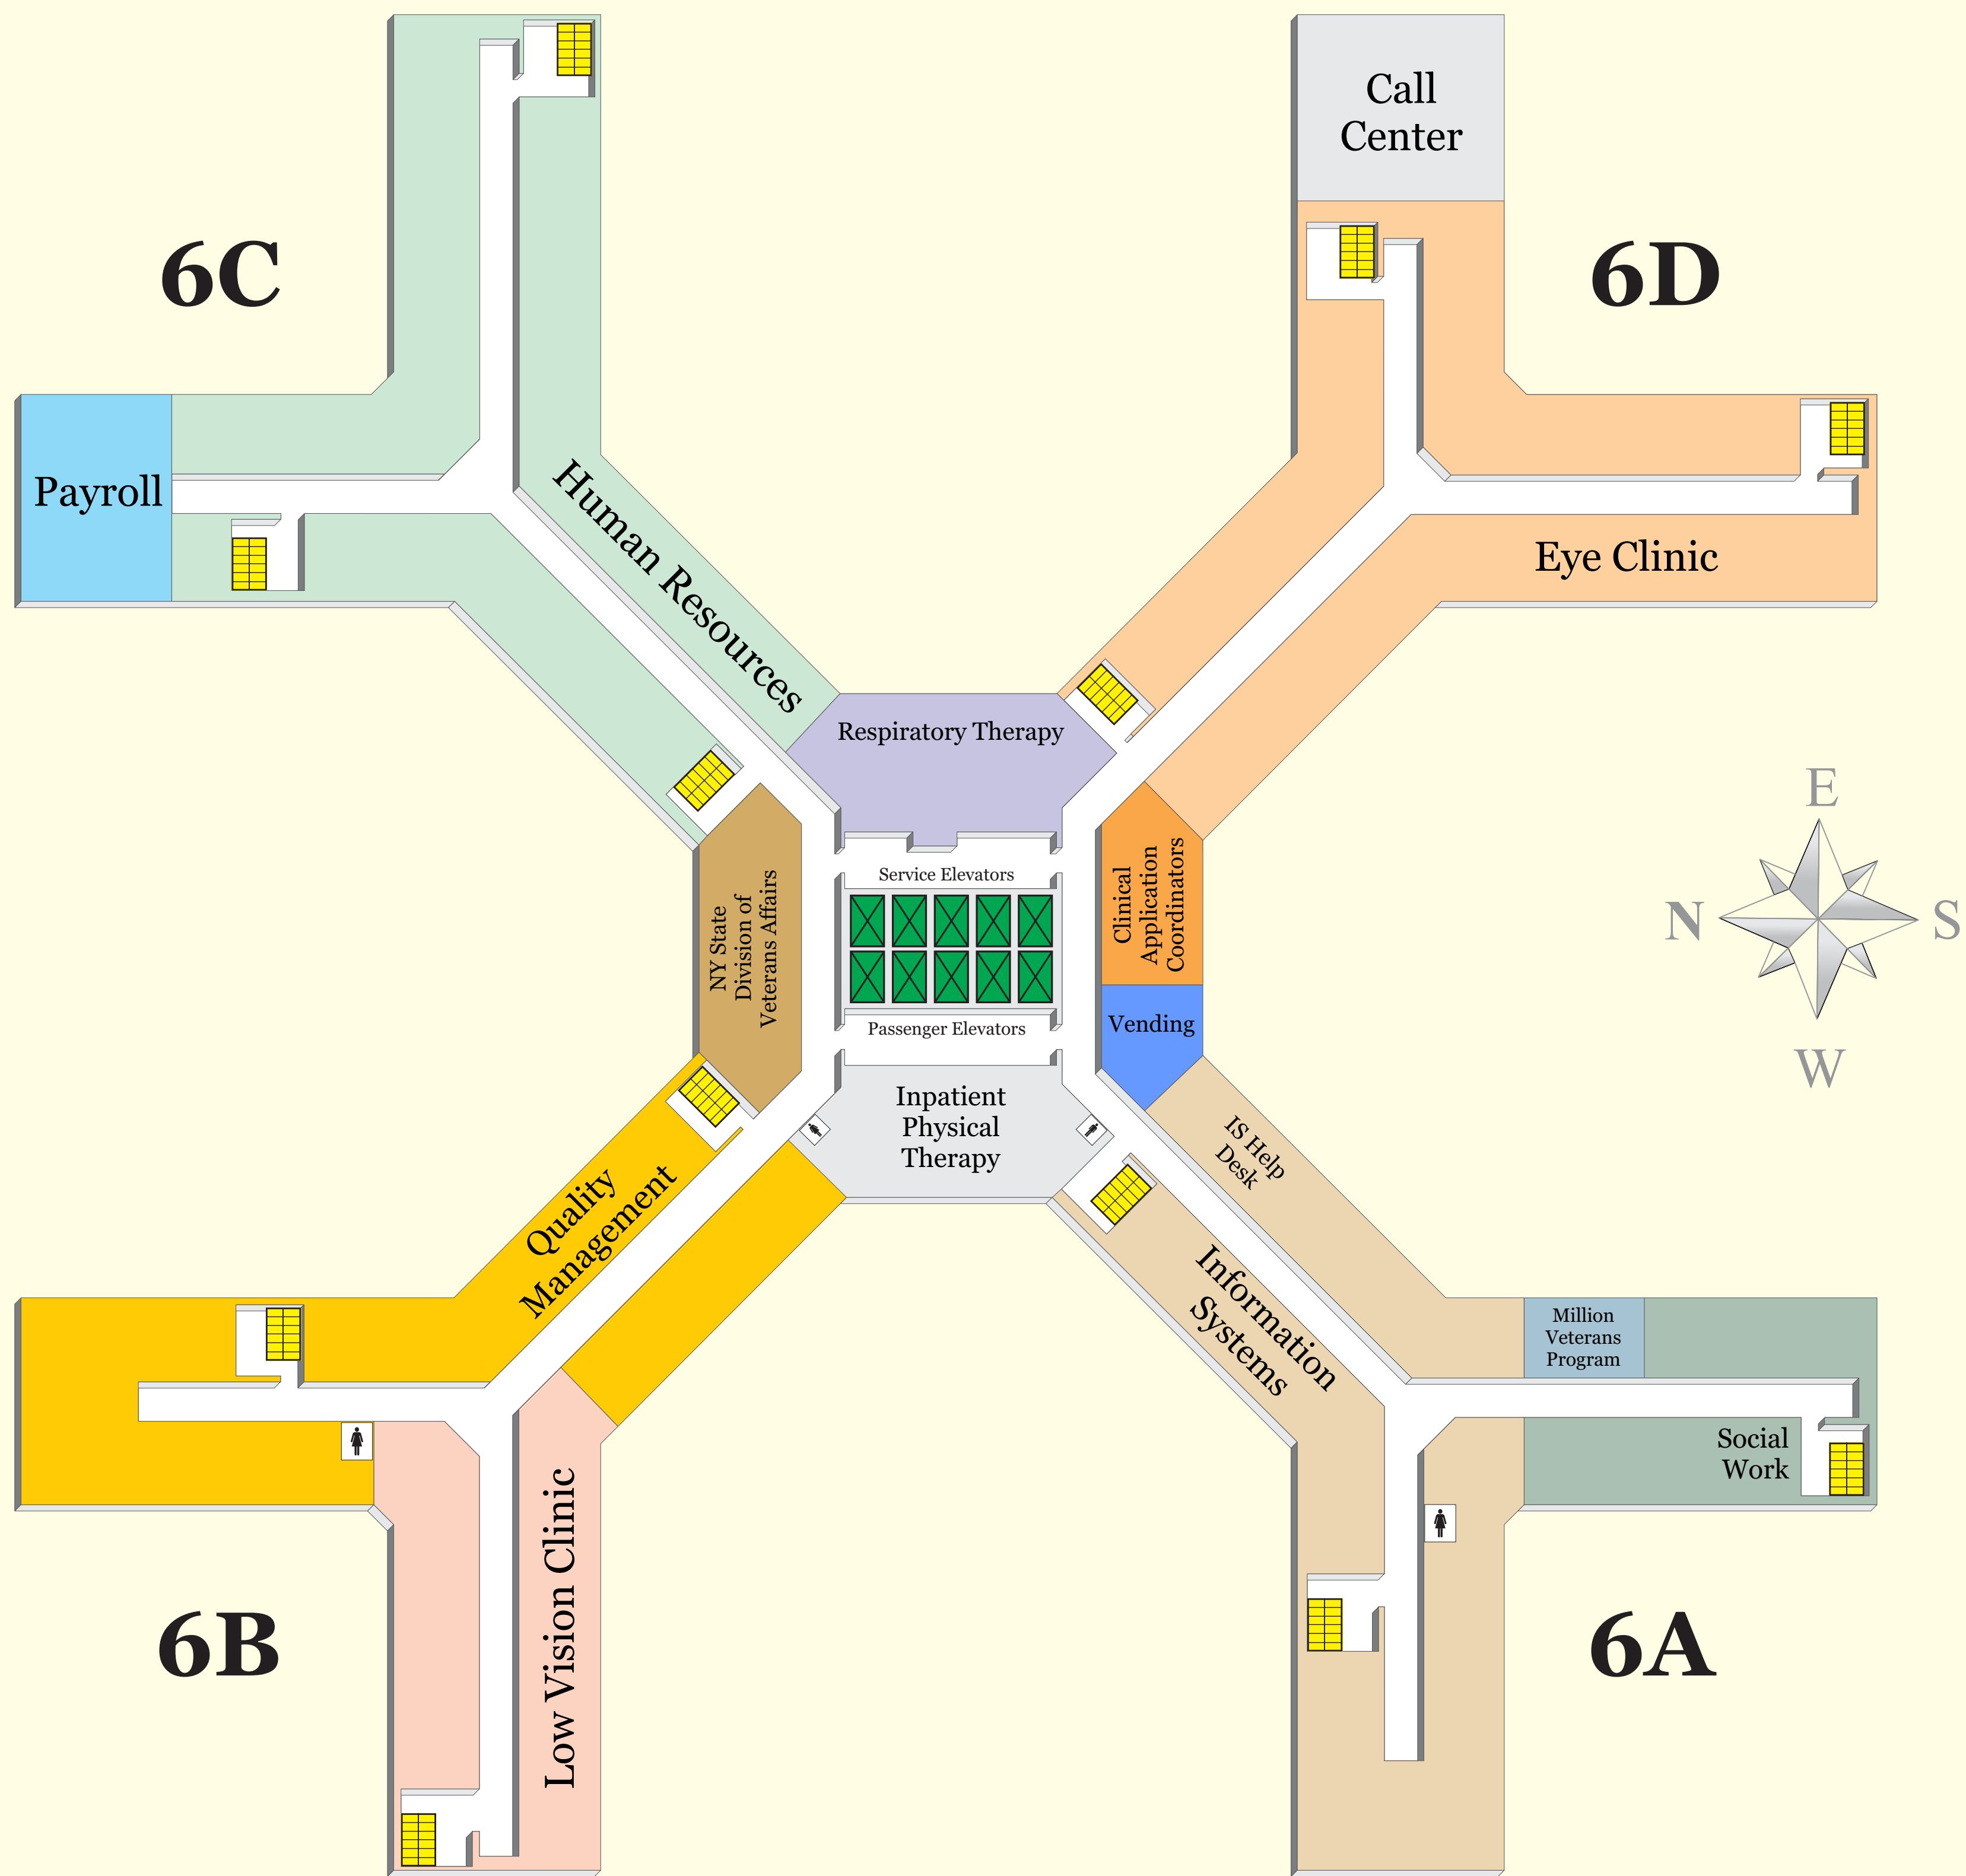 Call
Center
6C
6D
Payroll
Human Resources
Eye Clinic
Respiratory Therapy
E
N
S
W
Service Elevators
NY State
Division of
Veterans Affairs
Clinical
Application
Coordinators
Passenger Elevators
Vending
Inpatient
Physical
Therapy
IS Help
Desk
Quality
Management
Information
Systems
Million
Veterans
Program
Social
Work
Low Vision Clinic
6B
6A